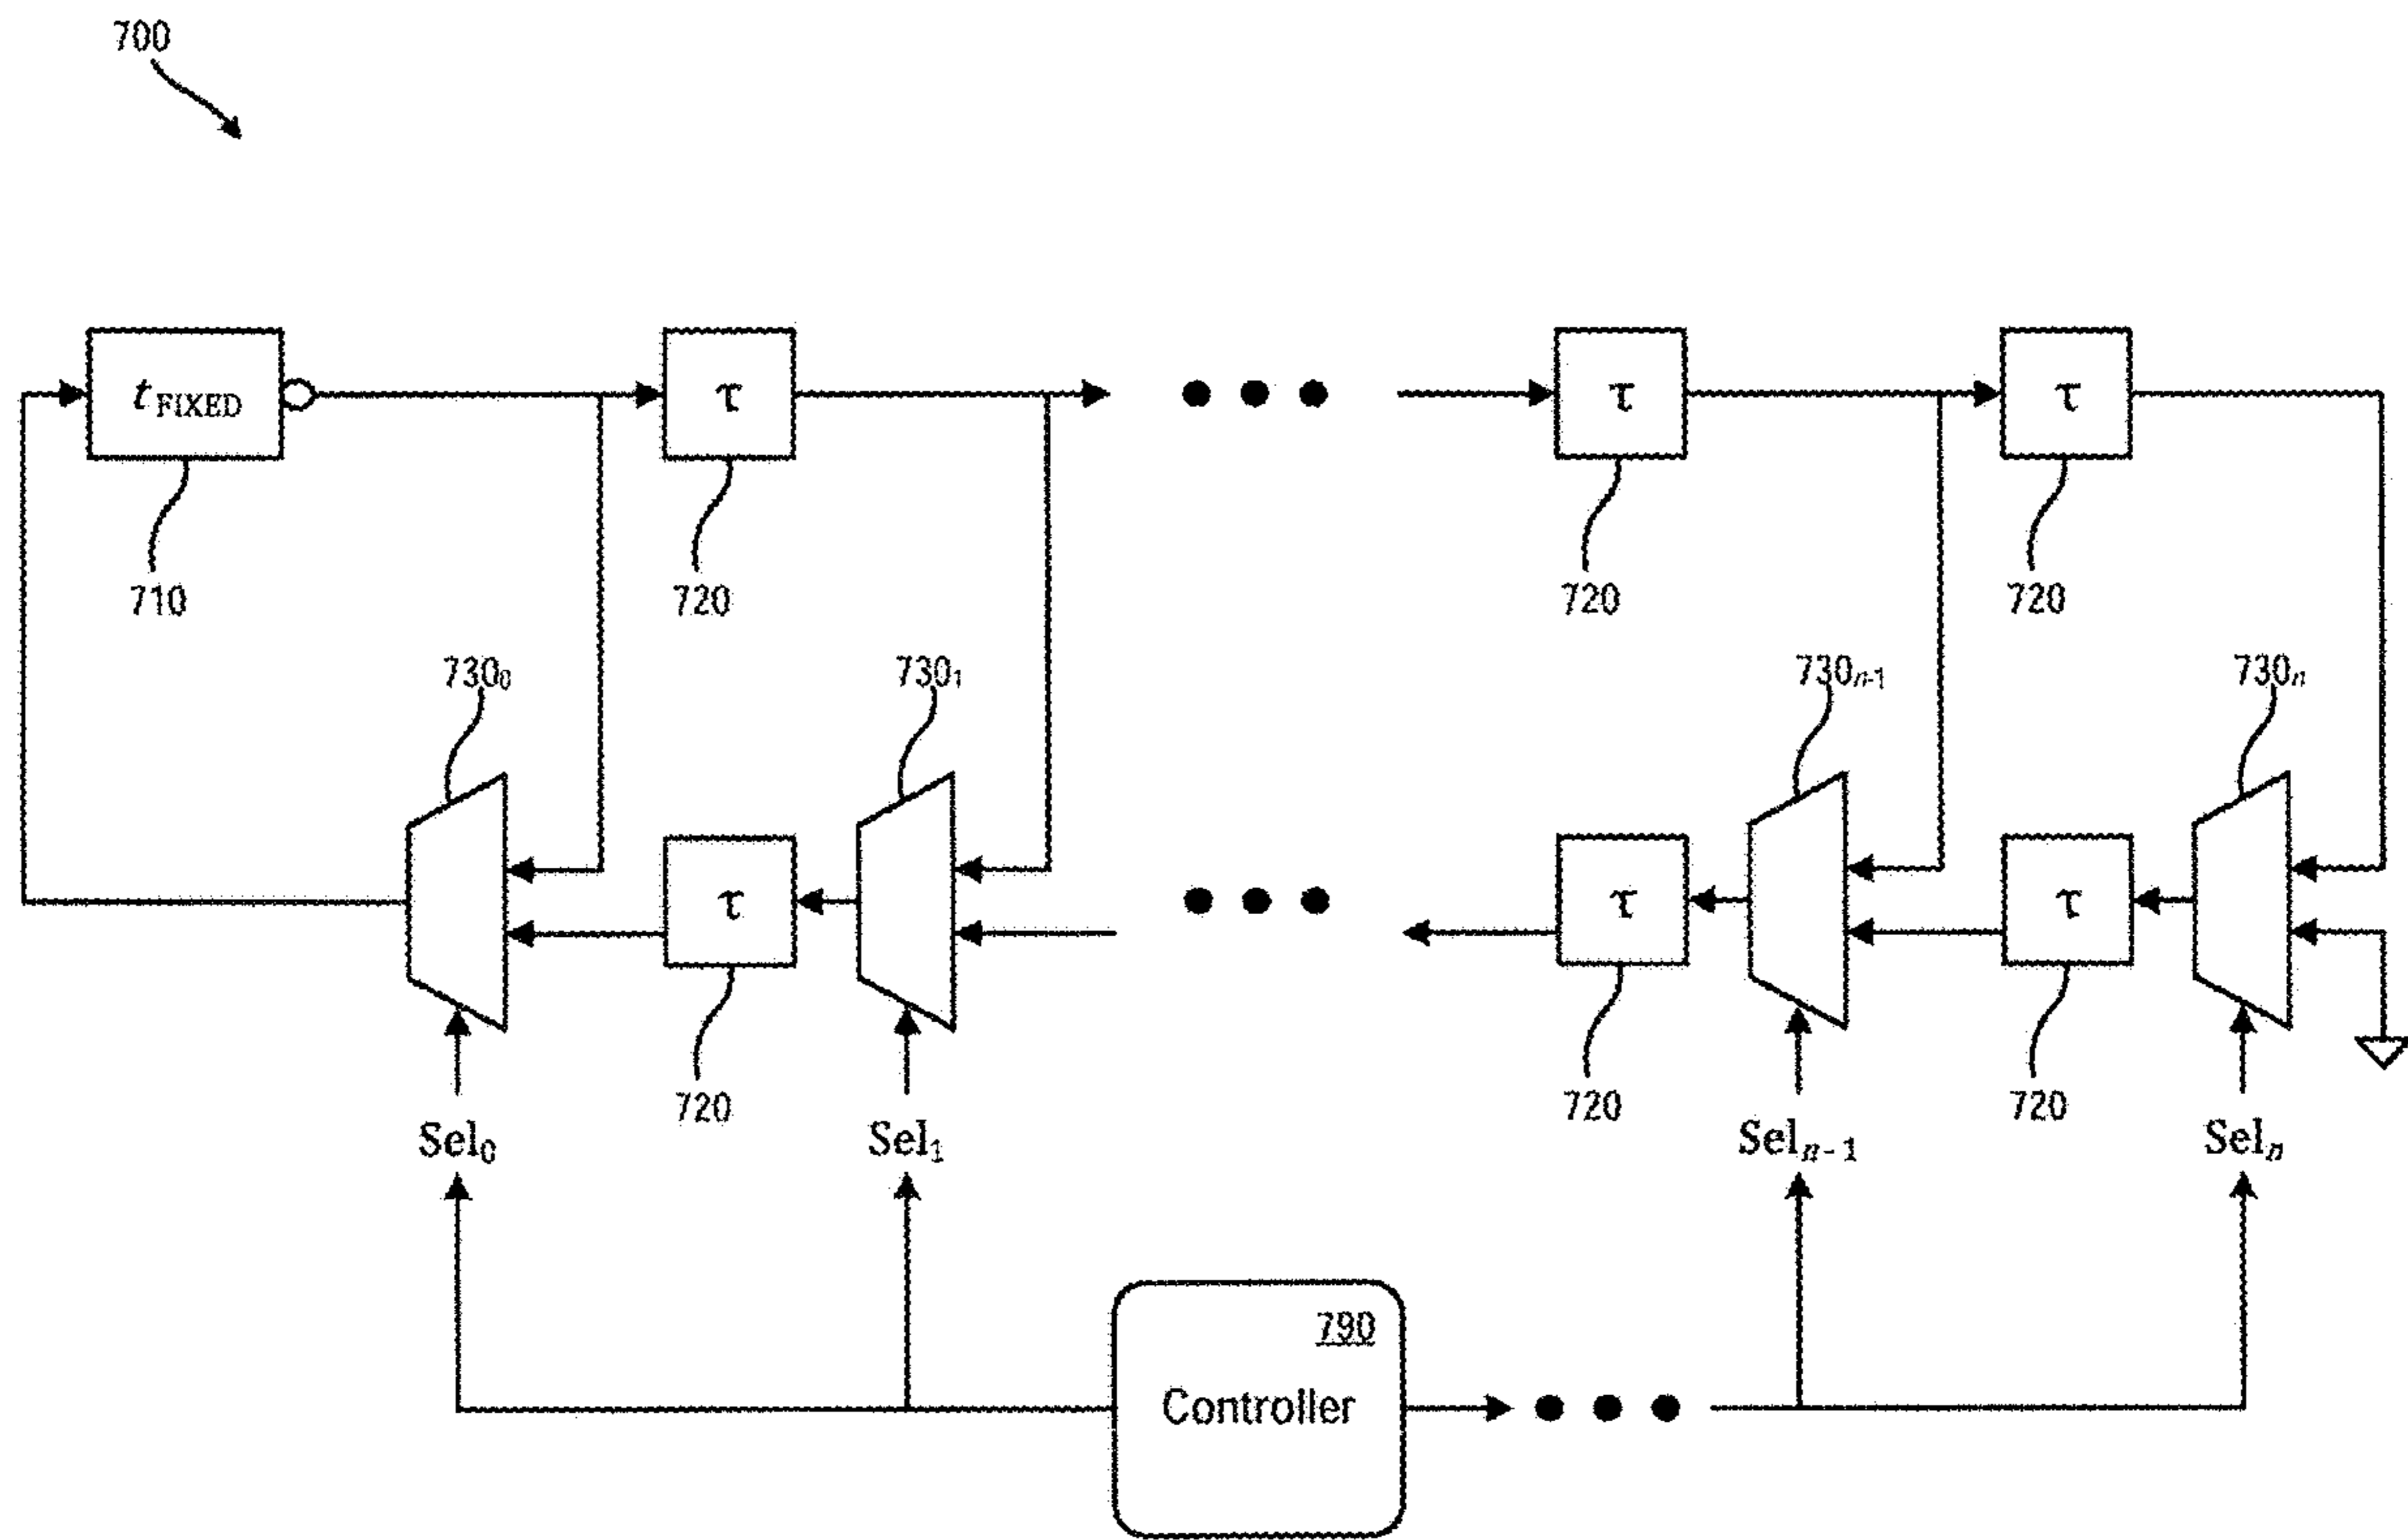 700
t FIXED
τ
τ
τ
710
720
720
720
730₀
730₁
730ₙ₋₁
730ₙ
τ
τ
τ
720
720
720
Sel₀
Sel₁
Selₙ₋₁
Selₙ
790
Controller